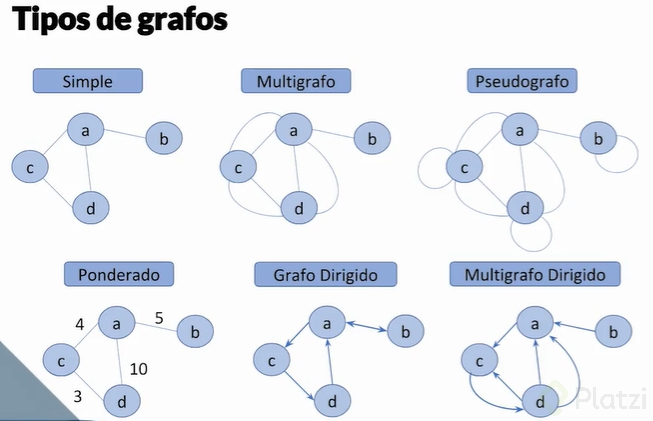 Tipos de grafos
Simple
Multigrafo
Pseudografo
a
b
c
d
a
b
c
d
a
b
c
d
Ponderado
Grafo Dirigido
Multigrafo Dirigido
4
a
5
b
c
10
3
d
a
b
c
d
a
b
c
d
Platzi